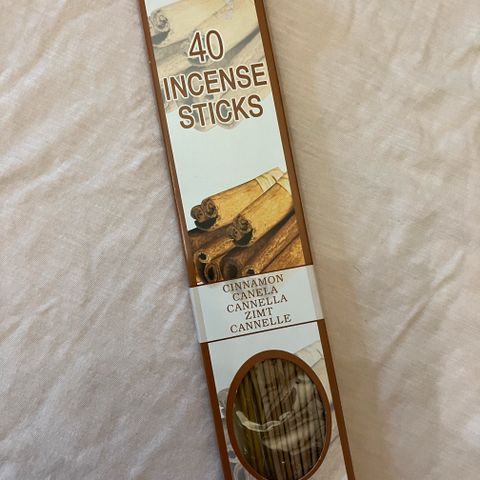 40
INCENSE
STICKS
CINNAMON
CANELA
CANNELLA
ZIMT
CANNELLE